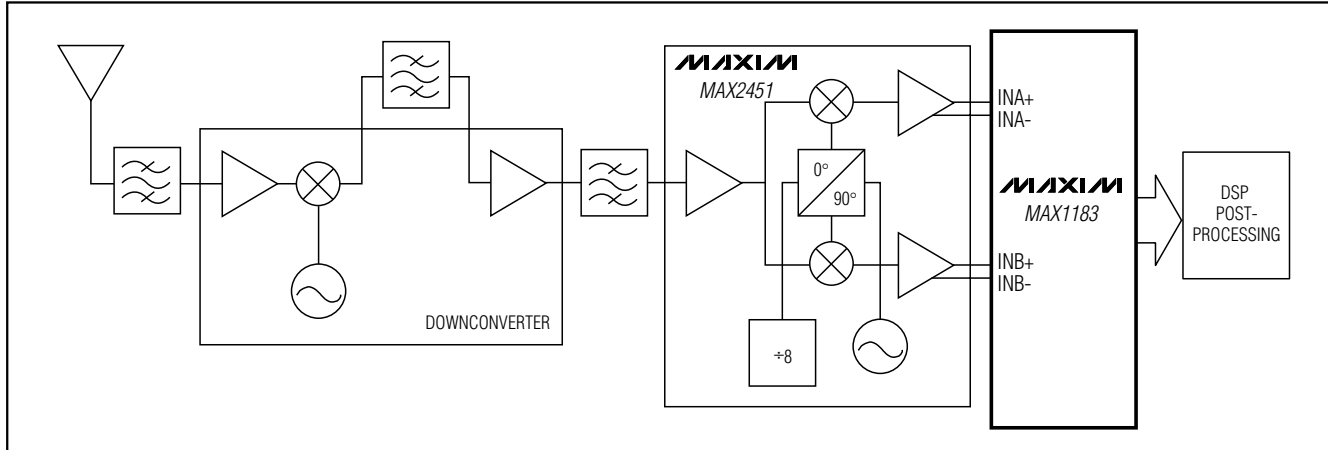 DOWNCONVERTER
MAXIM
MAX2451
0°
90°
÷8
INA+
INA-
MAXIM
MAX1183
INB+
INB-
DSP
POST-
PROCESSING